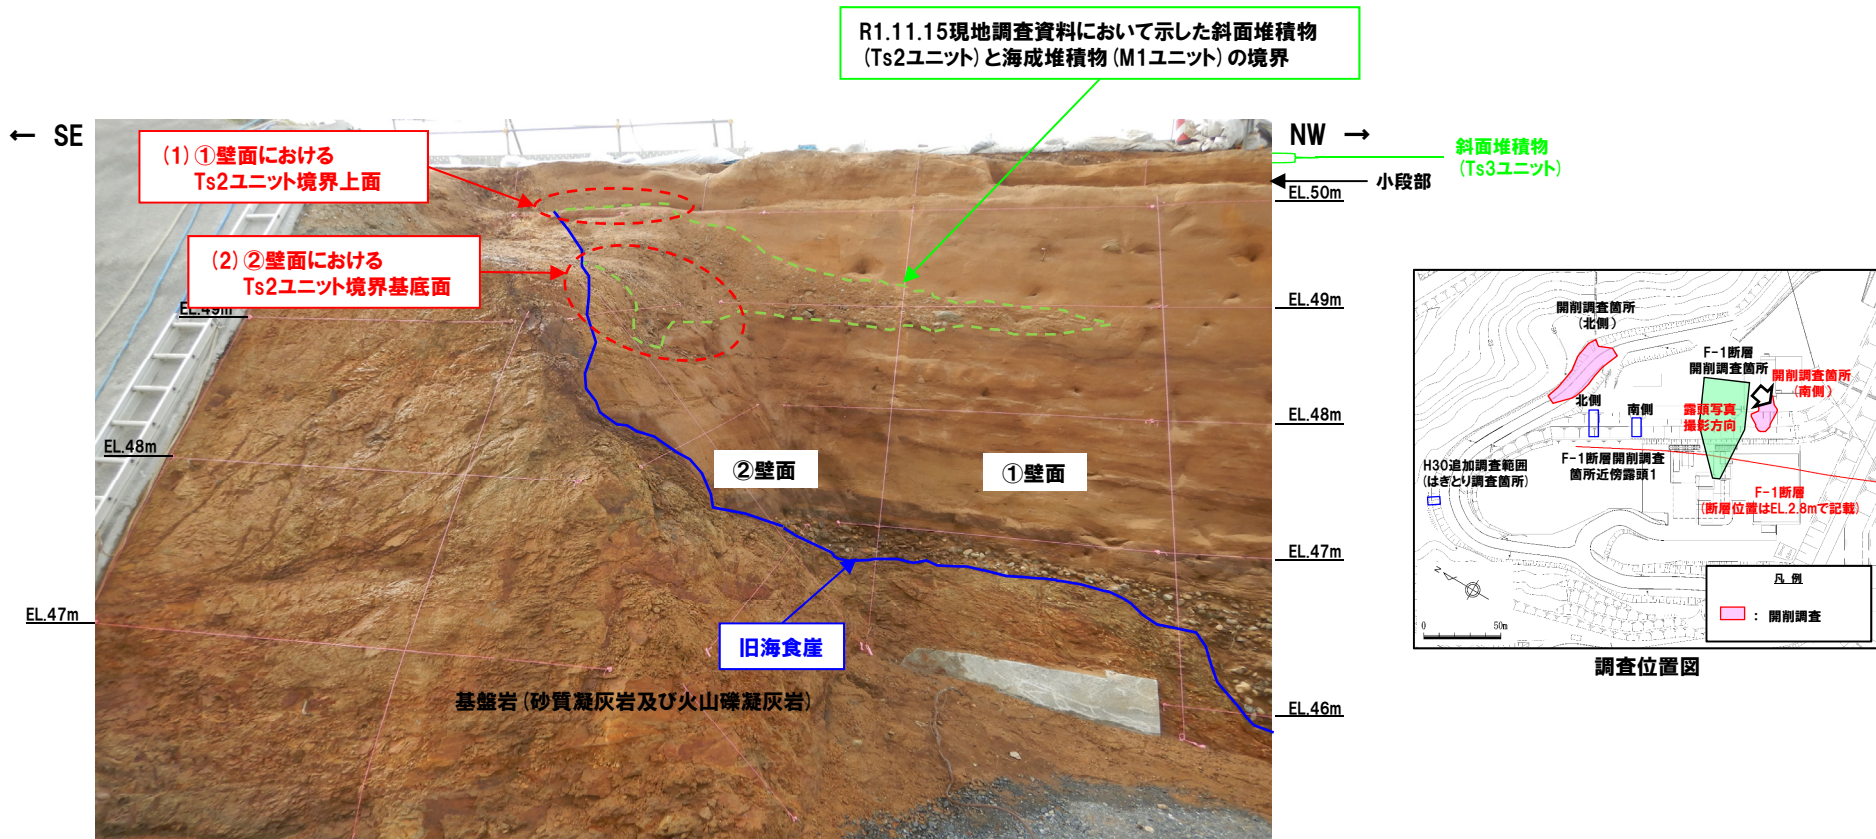 R1.11.15現地調査資料において示した斜面堆積物
(Ts2ユニット)と海成堆積物(M1ユニット)の境界
← SE
NW →
(1)①壁面における
Ts2ユニット境界上面
斜面堆積物
(Ts3ユニット)
小段部
EL.50m
(2)②壁面における
Ts2ユニット境界基底面
EL.49m
EL.49m
EL.48m
EL.48m
②壁面
①壁面
EL.47m
EL.47m
旧海食崖
基盤岩(砂質凝灰岩及び火山礫凝灰岩)
EL.46m
開削調査箇所
(北側)
F-1断層
開削調査箇所
開削調査箇所
(南側)
北側
南側
露頭写真
撮影方向
H30追加調査範囲
(はぎとり調査箇所)
F-1断層開削調査
箇所近傍露頭1
F-1断層
(断層位置はEL.2.8mで記載)
N
0
50m
凡 例
: 開削調査
調査位置図